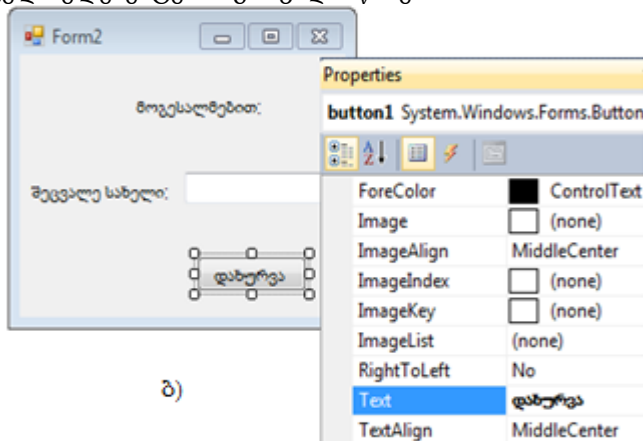 Form2
მოგესალმებით:
შეცვალე სახელი:
დახურვა
Properties
button1 System.Windows.Forms.Button
ForeColor ControlText
Image (none)
ImageAlign MiddleCenter
ImageIndex (none)
ImageKey (none)
ImageList (none)
RightToLeft No
Text დახურვა
TextAlign MiddleCenter
ბ)